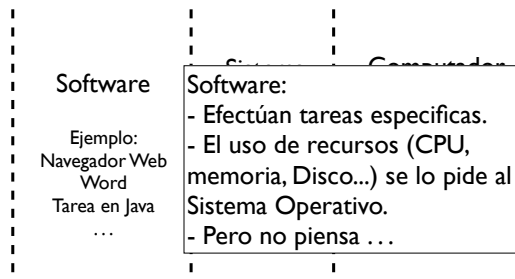 Software
Ejemplo:
Navegador Web
Word
Tarea en Java
...
Software:
- Efectúan tareas especificas.
- El uso de recursos (CPU,
memoria, Disco...) se lo pide al
Sistema Operativo.
- Pero no piensa ...